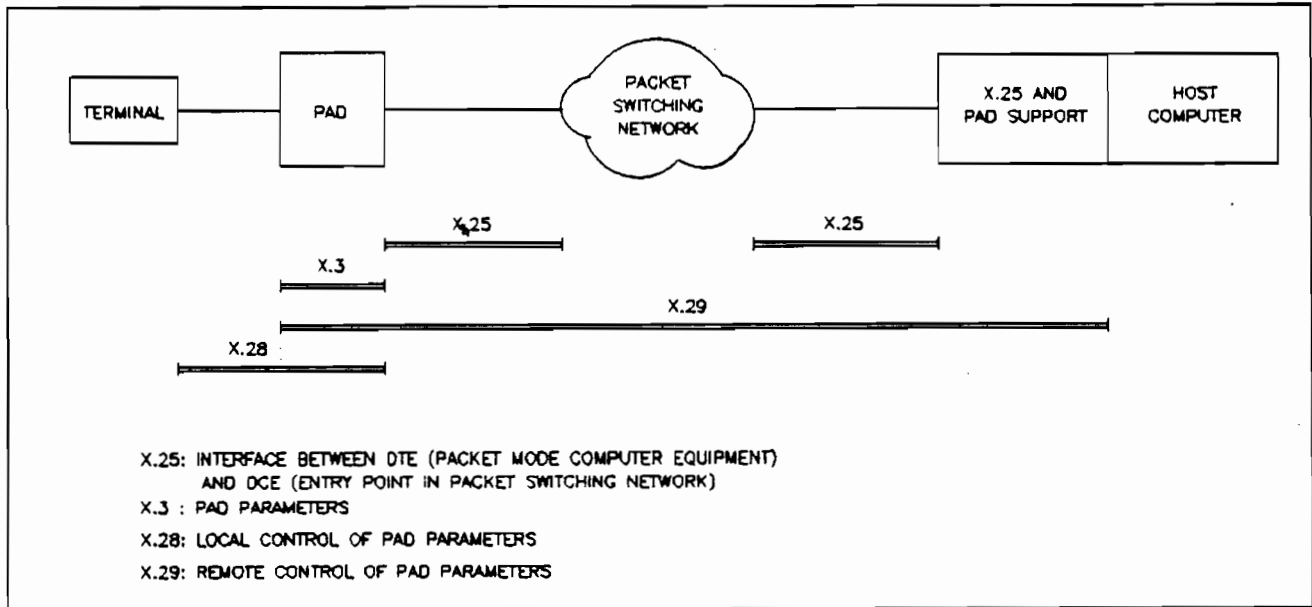 TERMINAL
PAD
PACKET
SWITCHING
NETWORK
X.25 AND
PAD SUPPORT
HOST
COMPUTER
X.25
X.25
X.3
X.29
X.28
X.25: INTERFACE BETWEEN DTE (PACKET MODE COMPUTER EQUIPMENT)
AND DCE (ENTRY POINT IN PACKET SWITCHING NETWORK)
X.3 : PAD PARAMETERS
X.28: LOCAL CONTROL OF PAD PARAMETERS
X.29: REMOTE CONTROL OF PAD PARAMETERS